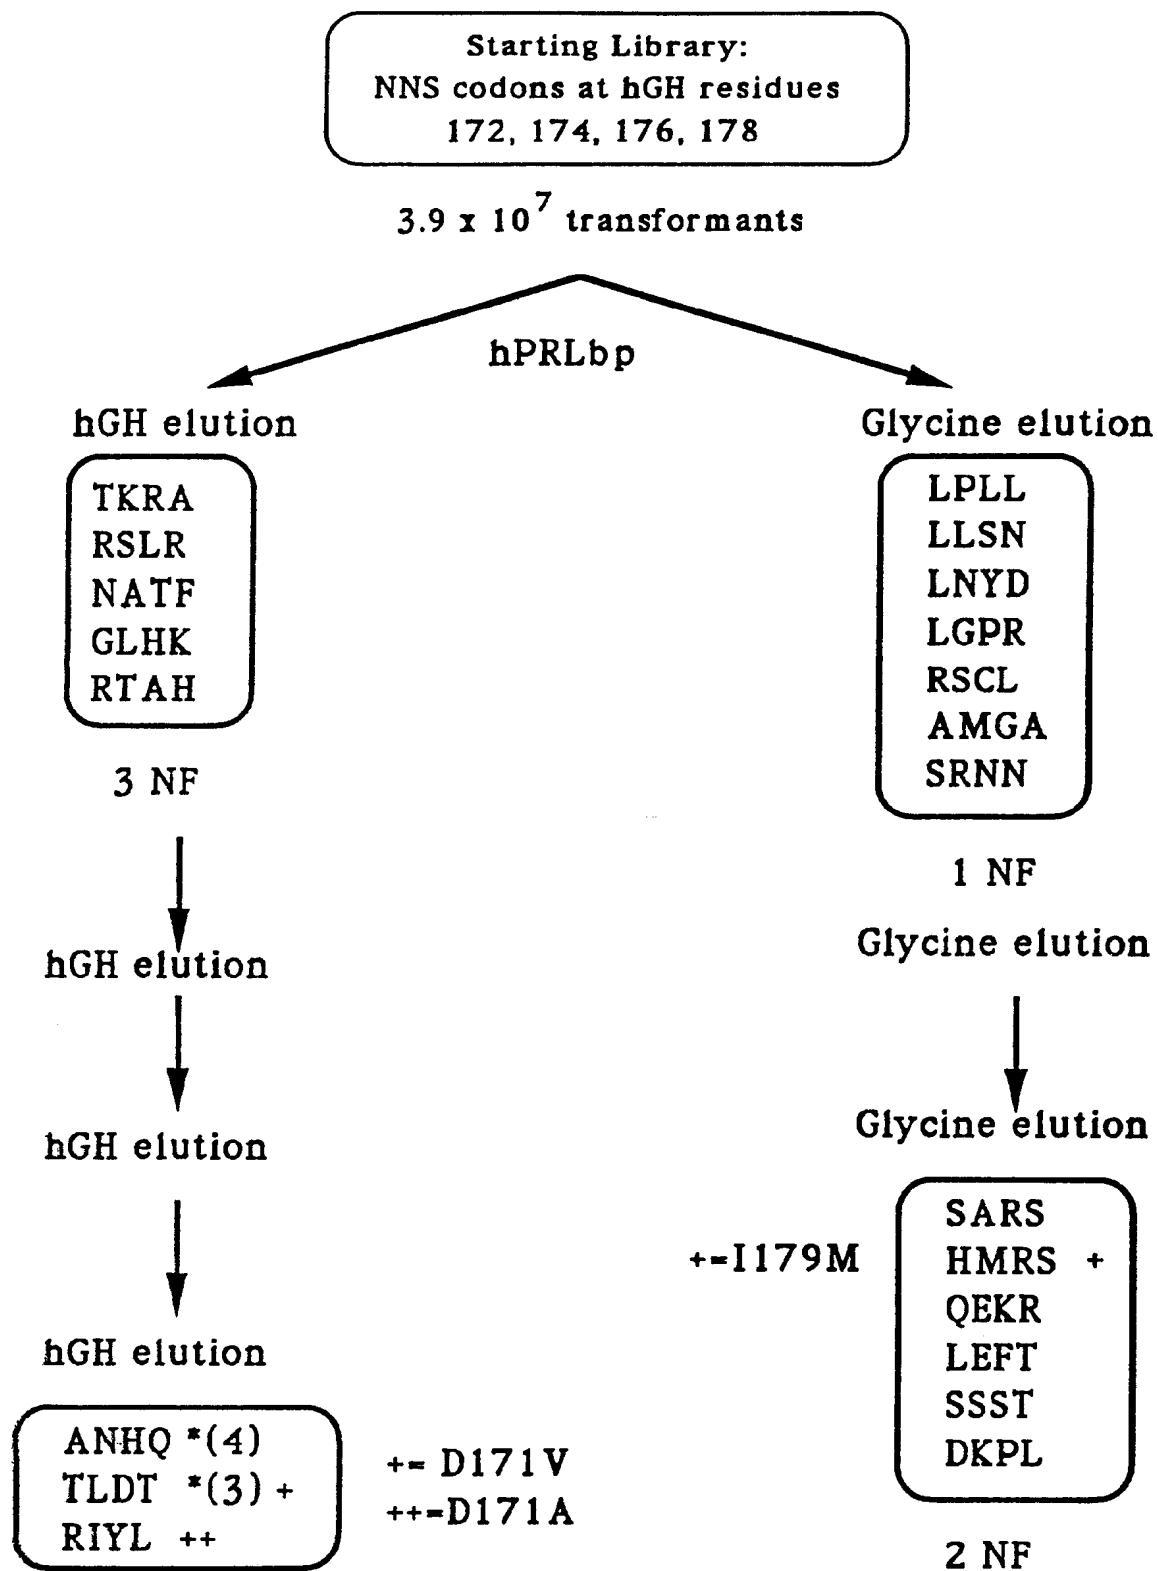 Starting Library:
NNS codons at hGH residues
172, 174, 176, 178
3.9 x 10^7 transformants
hPRLbp
hGH elution
TKRA
RSLR
NATF
GLHK
RTAH
3 NF
hGH elution
hGH elution
hGH elution
ANHQ *(4)
TLDT *(3) +
RIYL ++
+= D171V
++=D171A
Glycine elution
LPLL
LLSN
LNYD
LGPR
RSCL
AMGA
SRNN
1 NF
Glycine elution
Glycine elution
+=I179M
SARS
HMRS +
QEKR
LEFT
SSST
DKPL
2 NF